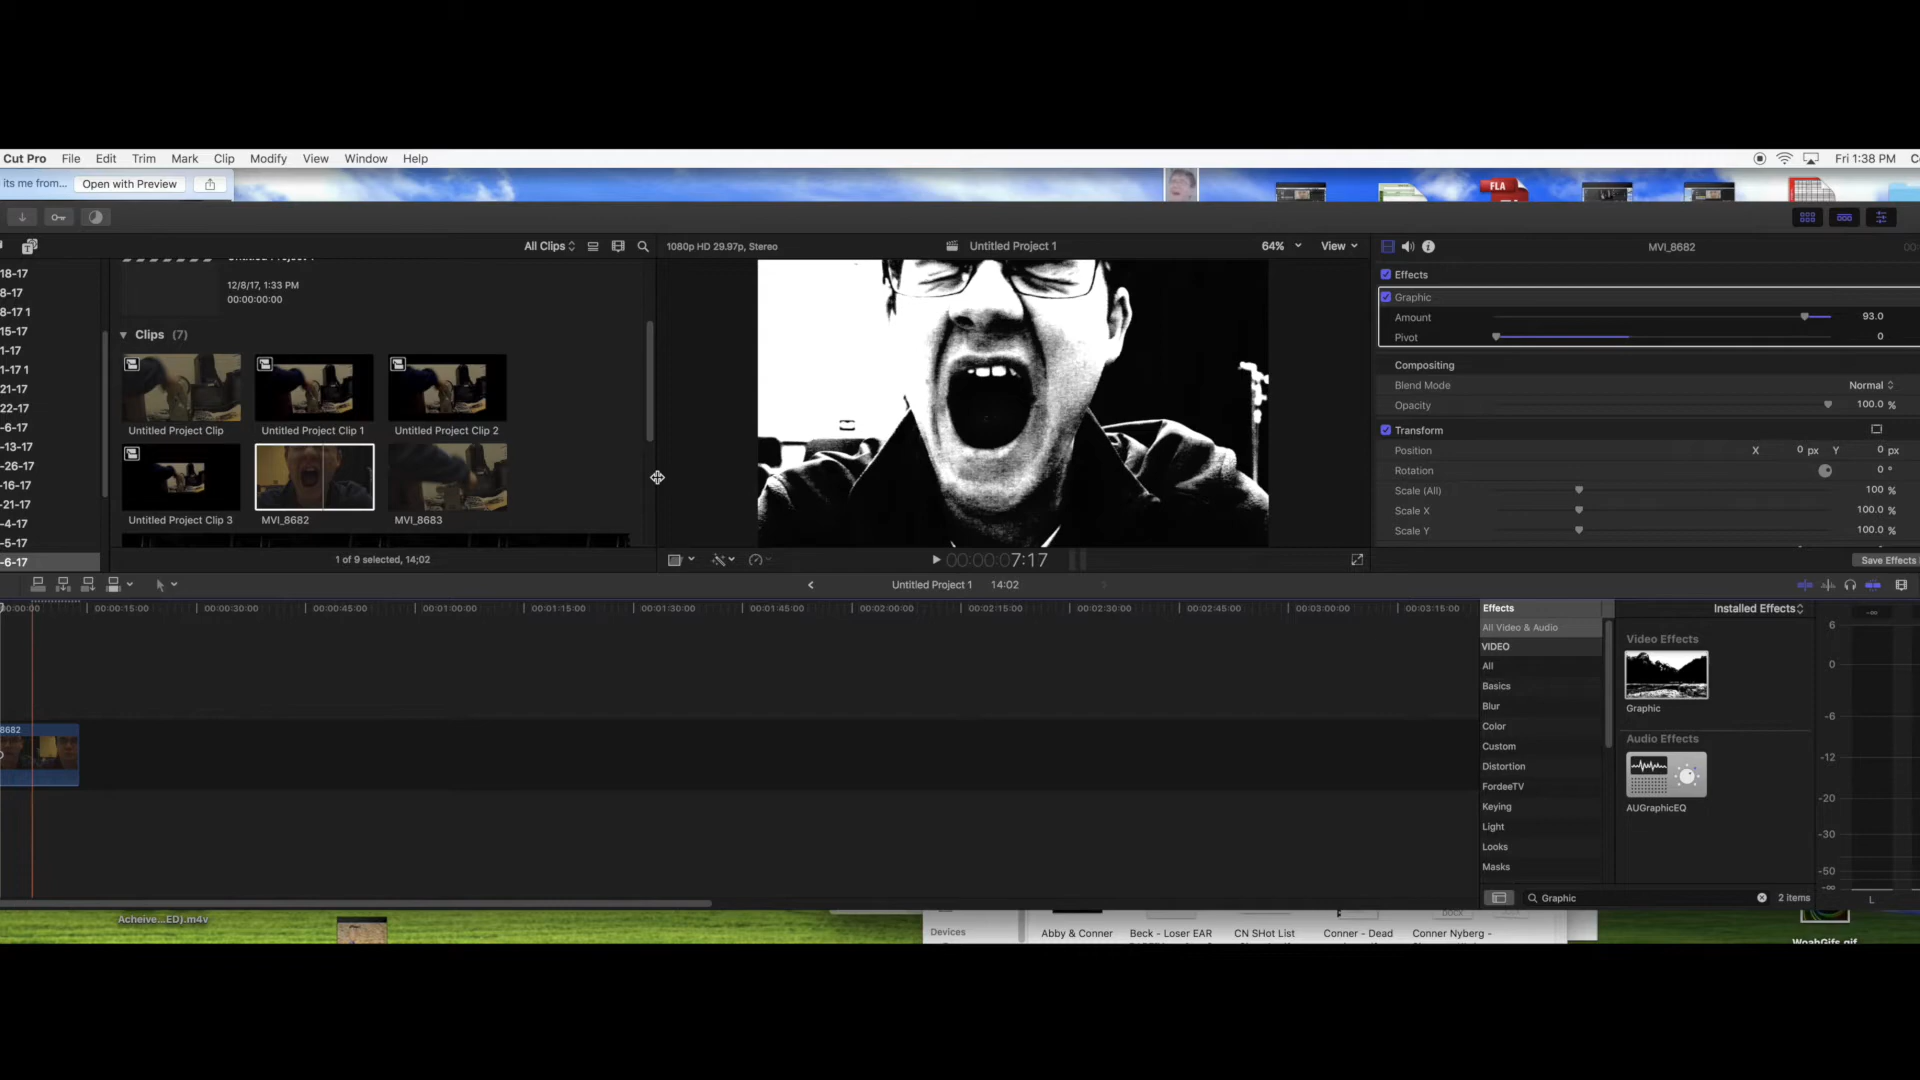 Cut Pro File Edit Trim Mark Clip Modify View Window Help Fri 1:38 PM
its me from... Open with Preview
FLA
All Clips 1080p HD 29.97p, Stereo Untitled Project 1 64% View MVI_8682
18-17
8-17
8-17 1
15-17
1-17
1-17 1
21-17
22-17
-6-17
-13-17
-26-17
-16-17
-21-17
-4-17
-5-17
-6-17
12/8/17, 1:33 PM
00:00:00:00
Clips (7)
Untitled Project Clip Untitled Project Clip 1 Untitled Project Clip 2
Untitled Project Clip 3 MVI_8682 MVI_8683
1 of 9 selected, 14;02
00:00:00:07:17
Effects
Graphic
Amount 93.0
Pivot 0
Compositing
Blend Mode Normal
Opacity 100.0 %
Transform
Position X 0 px Y 0 px
Rotation 0 °
Scale (All) 100 %
Scale X 100.0 %
Scale Y 100.0 %
Save Effects
Untitled Project 1 14:02
00:00:00 00:00:15:00 00:00:30:00 00:00:45:00 00:01:00:00 00:01:15:00 00:01:30:00 00:01:45:00 00:02:00:00 00:02:15:00 00:02:30:00 00:02:45:00 00:03:00:00 00:03:15:00
8682
Effects Installed Effects
All Video & Audio
VIDEO
All
Basics
Blur
Color
Custom
Distortion
FordeeTV
Keying
Light
Looks
Masks
Video Effects
Graphic
Audio Effects
AUGraphicEQ
Graphic 2 items
-∞
6
0
-6
-12
-20
-30
-50
-∞
L
Acheive...ED).m4v
Devices Abby & Conner Beck - Loser EAR CN SHot List Conner - Dead Conner Nyberg -
WoahGifs.gif